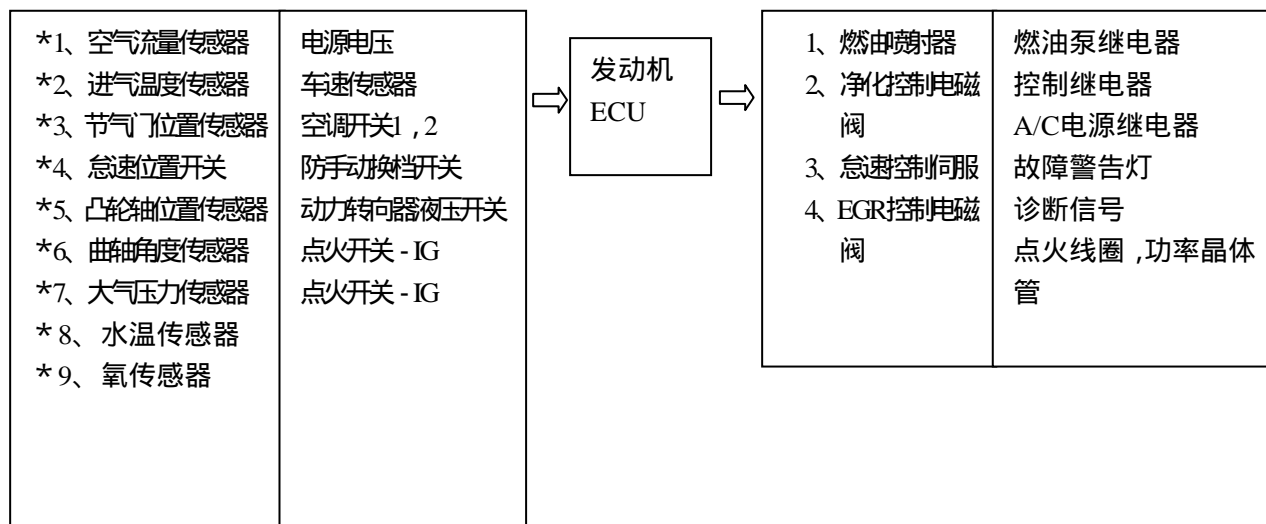 *1、空气流量传感器
*2、进气温度传感器
*3、节气门位置传感器
*4、怠速位置开关
*5、凸轮轴位置传感器
*6、曲轴角度传感器
*7、大气压力传感器
*8、水温传感器
*9、氧传感器
电源电压
车速传感器
空调开关1,2
防手动换档开关
动力转向器液压开关
点火开关-IG
点火开关-IG
发动机
ECU
1、燃油喷射器
2、净化控制电磁
阀
3、怠速控制伺服
4、EGR控制电磁
阀
燃油泵继电器
控制继电器
A/C电源继电器
故障警告灯
诊断信号
点火线圈,功率晶体
管